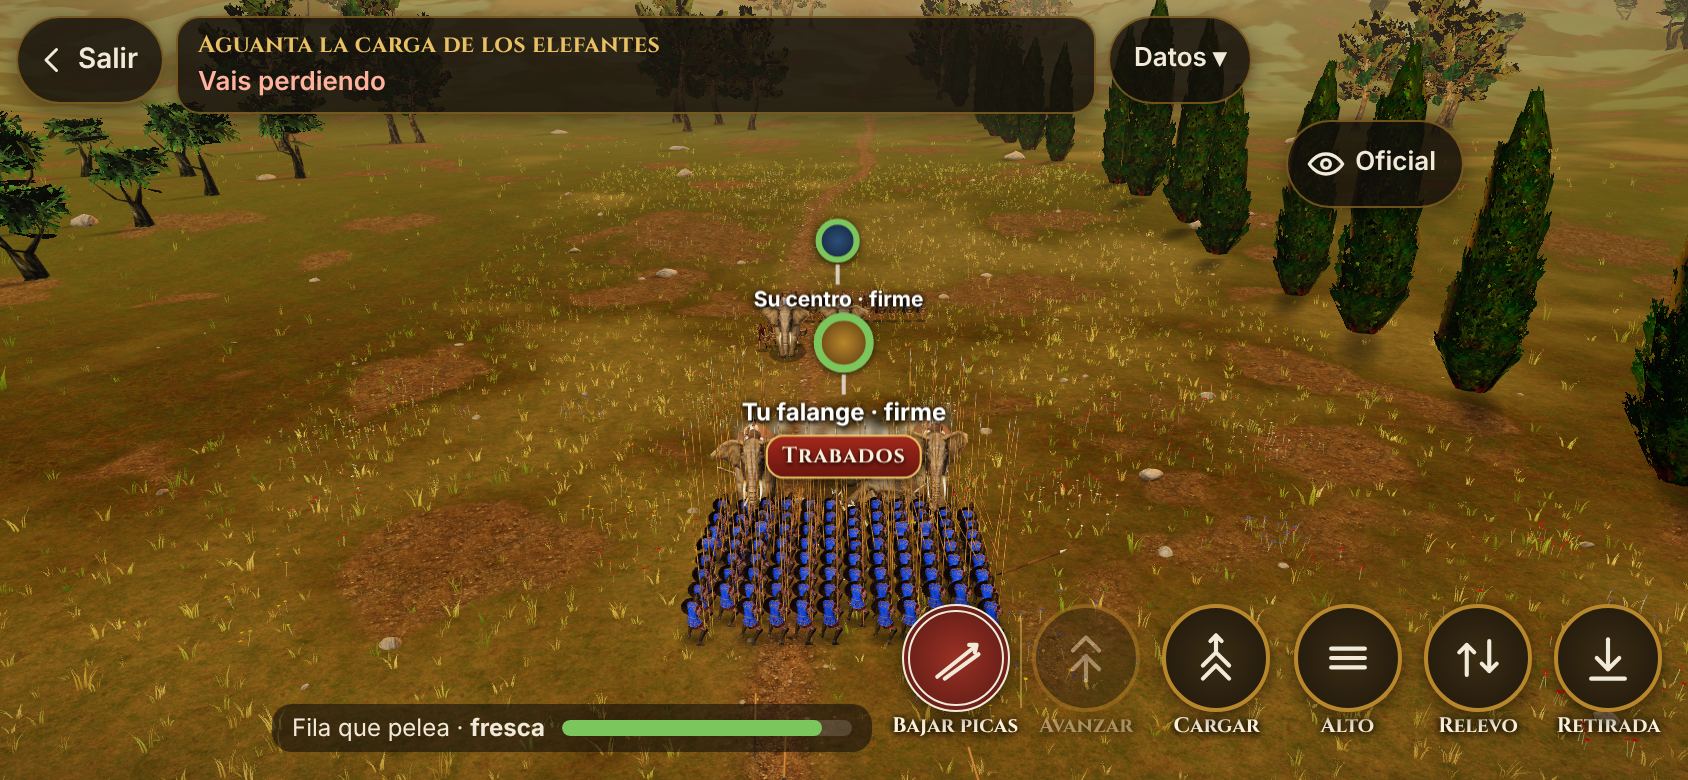 Salir
AGUANTA LA CARGA DE LOS ELEFANTES
Vais perdiendo
Datos ▾
Oficial
Su centro · firme
Tu falange · firme
TRABADOS
Fila que pelea · fresca
BAJAR PICAS
AVANZAR
CARGAR
ALTO
RELEVO
RETIRADA